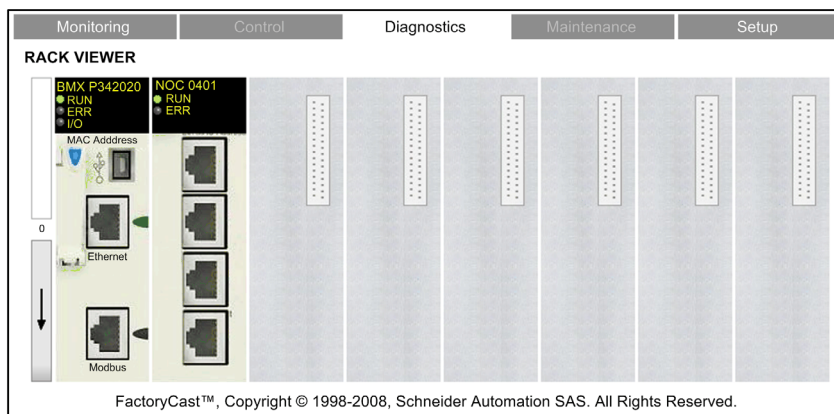 Monitoring Control Diagnostics Maintenance Setup
RACK VIEWER
BMX P342020 NOC 0401
RUN RUN
ERR ERR
I/O
MAC Adddress
0
Ethernet
Modbus
FactoryCast™, Copyright © 1998-2008, Schneider Automation SAS. All Rights Reserved.